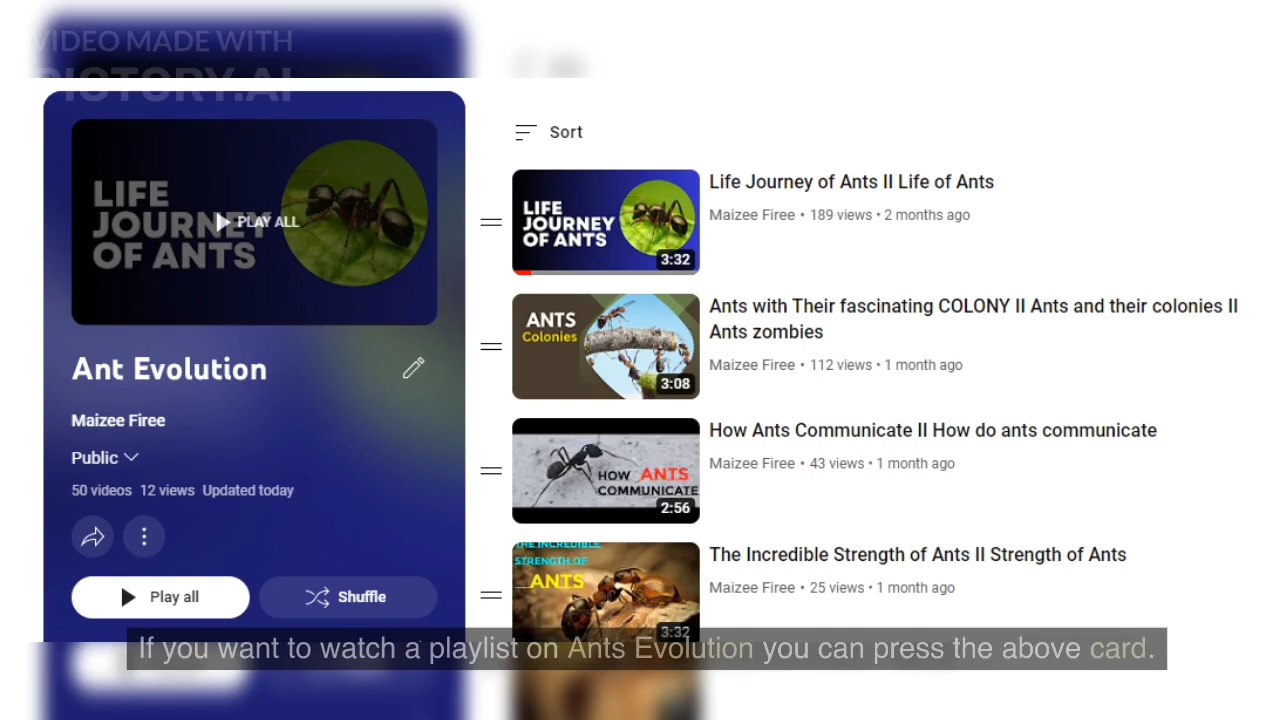 VIDEO MADE WITH
PICTORY.AI
LIFE
JOURNEY
OF ANTS
PLAY ALL
Ant Evolution
Maizee Firee
Public
50 videos 12 views Updated today
Play all
Shuffle
Sort
LIFE
JOURNEY
OF ANTS
3:32
Life Journey of Ants II Life of Ants
Maizee Firee • 189 views • 2 months ago
ANTS
Colonies
3:08
Ants with Their fascinating COLONY II Ants and their colonies II
Ants zombies
Maizee Firee • 112 views • 1 month ago
HOW ANTS
COMMUNICATE
2:56
How Ants Communicate II How do ants communicate
Maizee Firee • 43 views • 1 month ago
THE INCREDIBLE
STRENGTH OF
ANTS
3:32
The Incredible Strength of Ants II Strength of Ants
Maizee Firee • 25 views • 1 month ago
If you want to watch a playlist on Ants Evolution you can press the above card.